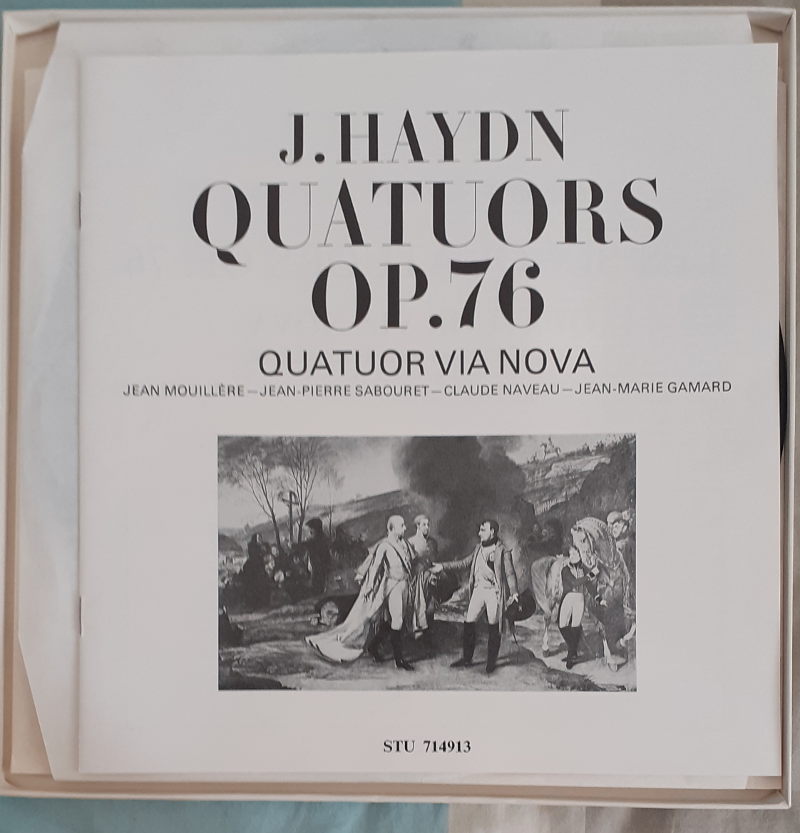 J. HAYDN
QUATUORS
OP. 76
QUATUOR VIA NOVA
JEAN MOUILLÈRE—JEAN-PIERRE SABOURET—CLAUDE NAVEAU—JEAN-MARIE GAMARD
STU 714913